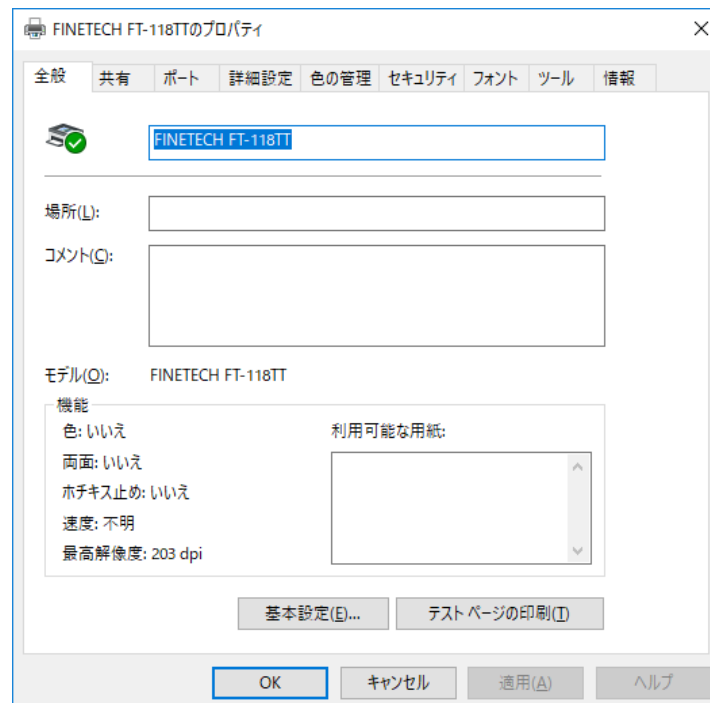 FINETECH FT-118TTのプロパティ
全般 共有 ポート 詳細設定 色の管理 セキュリティ フォント ツール 情報
FINETECH FT-118TT
場所(L):
コメント(C):
モデル(O): FINETECH FT-118TT
機能
色: いいえ
両面: いいえ
ホチキス止め: いいえ
速度: 不明
最高解像度: 203 dpi
利用可能な用紙:
基本設定(E)... テスト ページの印刷(T)
OK キャンセル 適用(A) ヘルプ